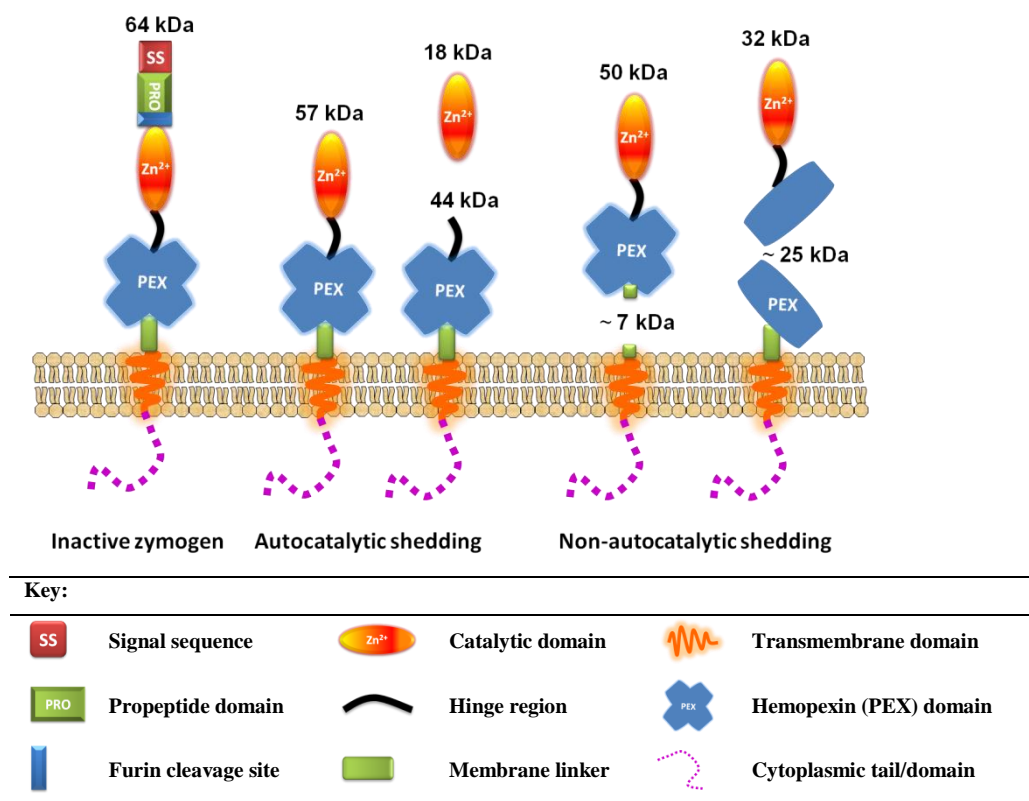 64 kDa
SS
PRO
Zn2+
PEX
57 kDa
Zn2+
PEX
18 kDa
Zn2+
44 kDa
PEX
50 kDa
Zn2+
PEX
~ 7 kDa
32 kDa
Zn2+
~ 25 kDa
PEX
Inactive zymogen
Autocatalytic shedding
Non-autocatalytic shedding
Key:
SS Signal sequence
Zn2+ Catalytic domain
Transmembrane domain
PRO Propeptide domain
Hinge region
PEX Hemopexin (PEX) domain
Furin cleavage site
Membrane linker
Cytoplasmic tail/domain